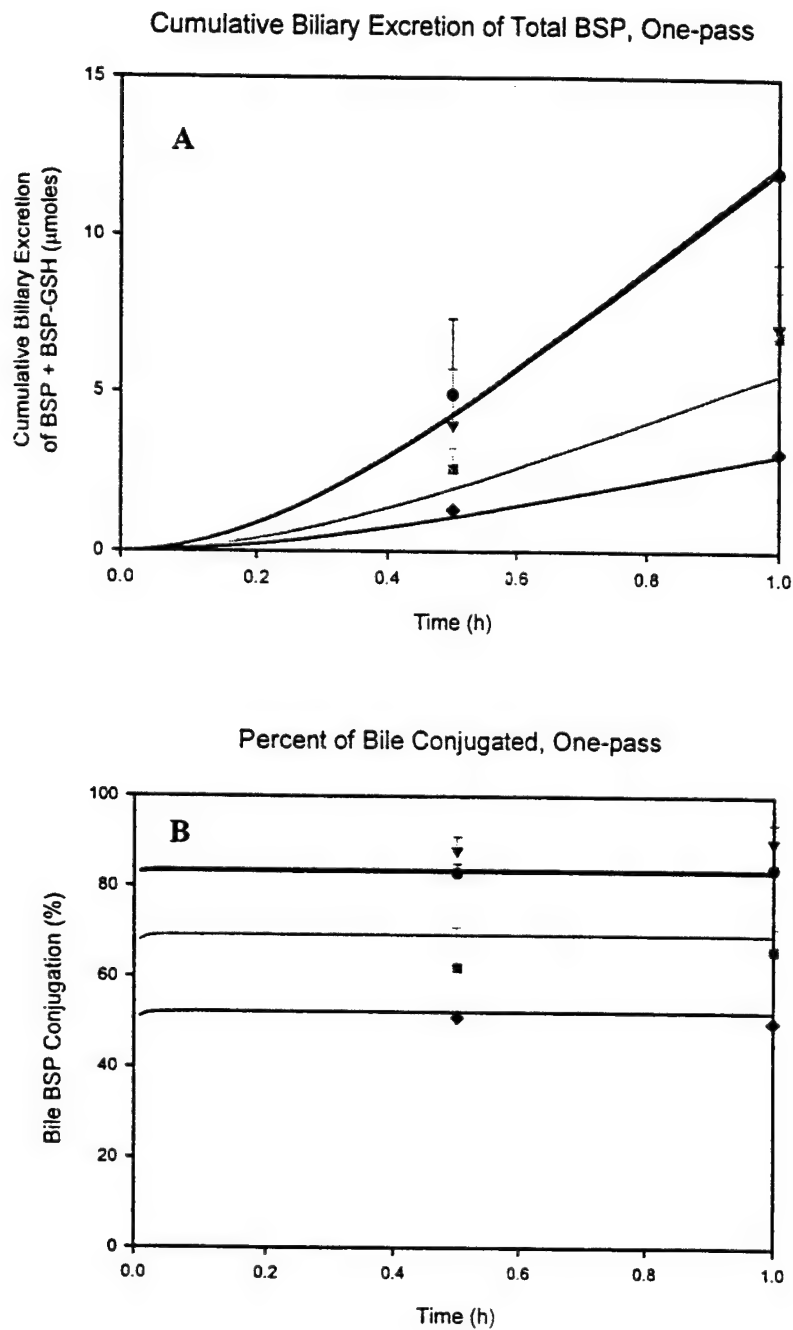 Cumulative Biliary Excretion of Total BSP, One-pass
15
10
5
0
A
Cumulative Biliary Excretion
of BSP + BSP-GSH (μmoles)
0.0 0.2 0.4 0.6 0.8 1.0
Time (h)
Percent of Bile Conjugated, One-pass
100
80
60
40
20
0
B
Bile BSP Conjugation (%)
0.0 0.2 0.4 0.6 0.8 1.0
Time (h)